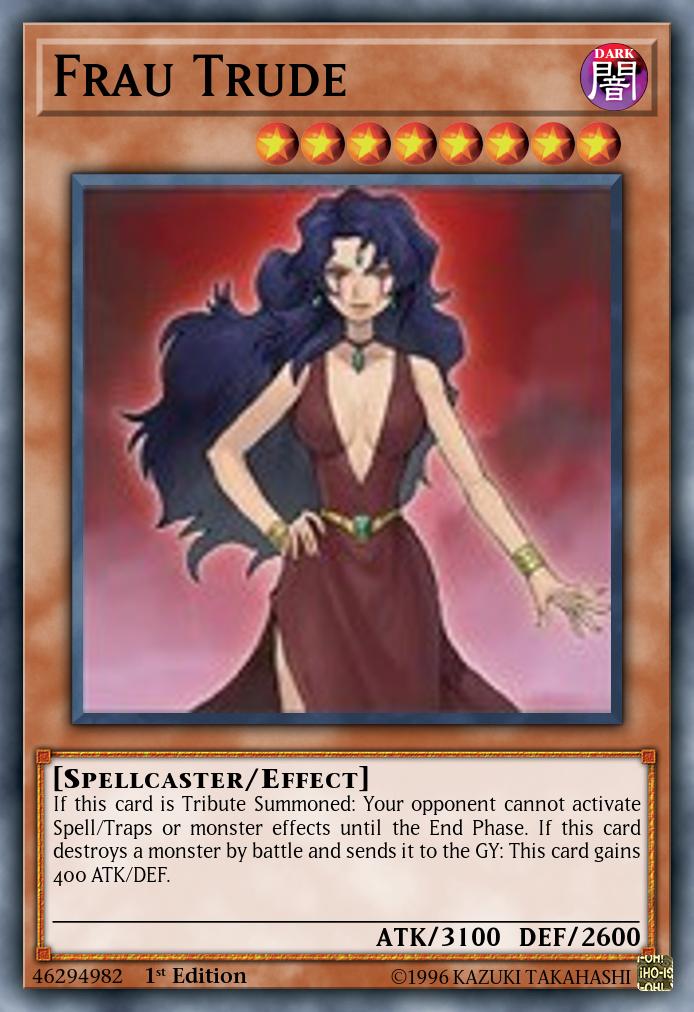 Frau Trude
DARK
闇
[Spellcaster/Effect]
If this card is Tribute Summoned: Your opponent cannot activate
Spell/Traps or monster effects until the End Phase. If this card
destroys a monster by battle and sends it to the GY: This card gains
400 ATK/DEF.
ATK/3100 DEF/2600
46294982 1st Edition ©1996 KAZUKI TAKAHASHI